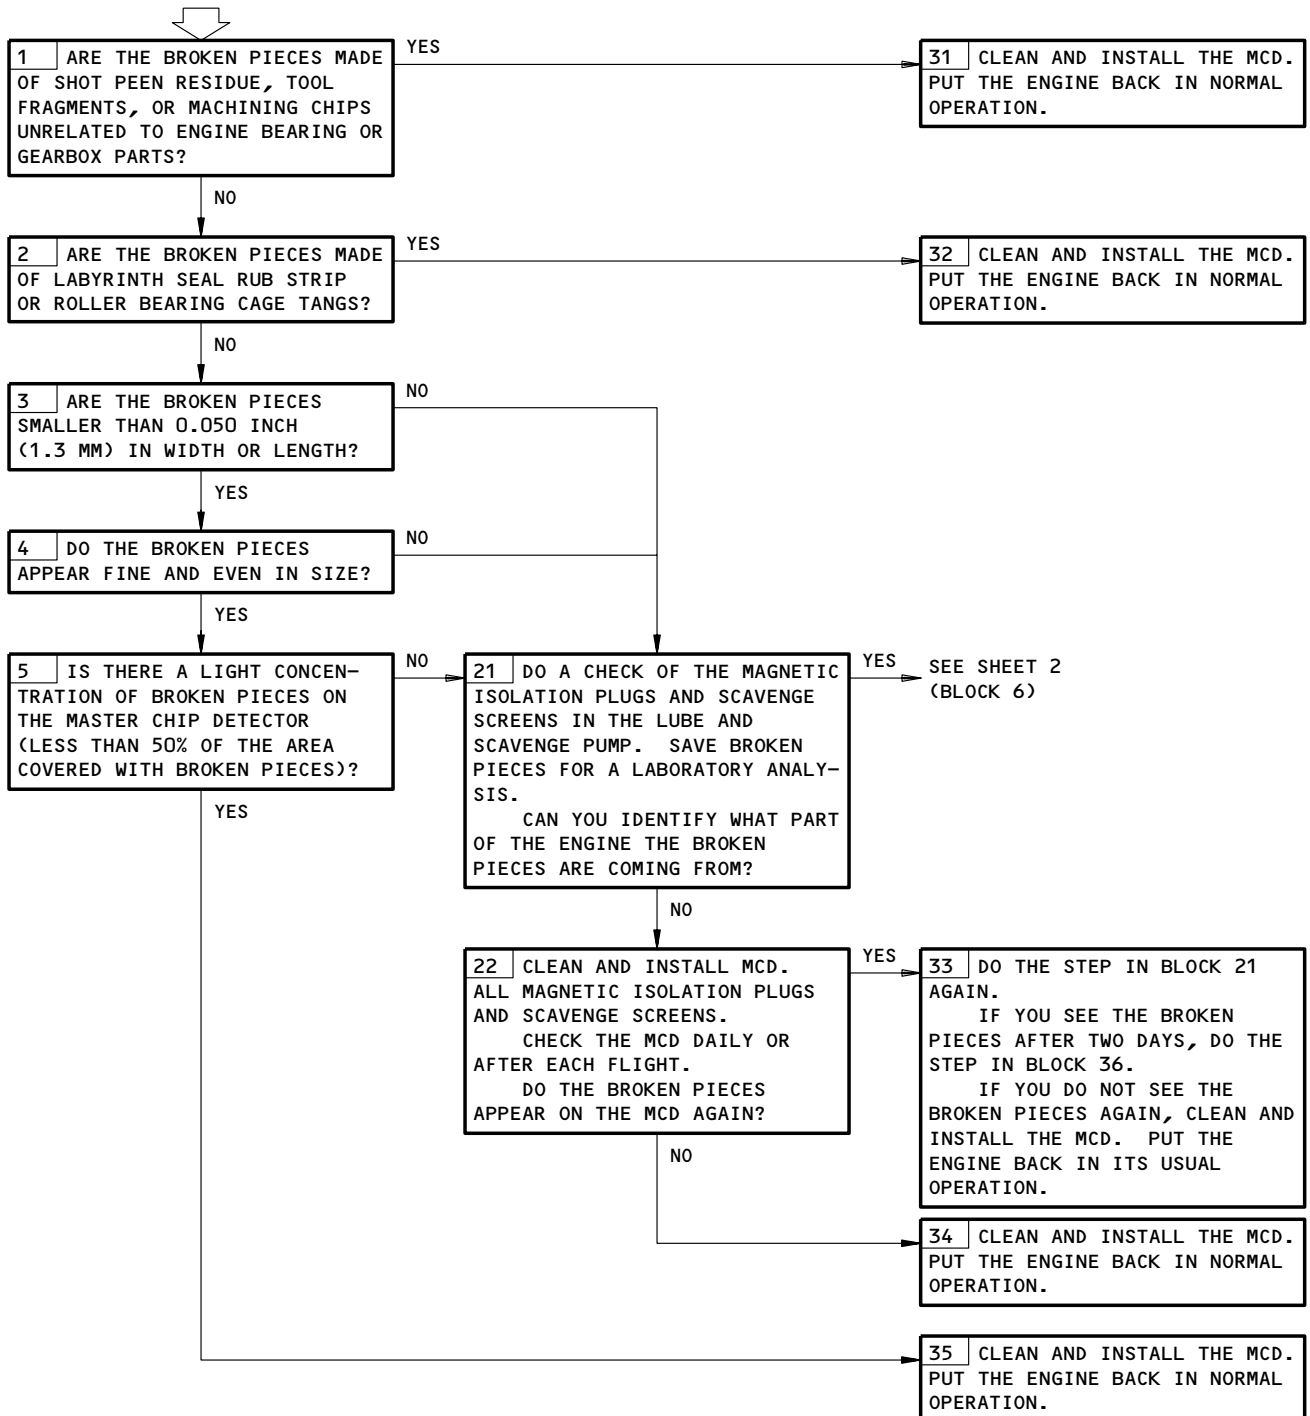 1 ARE THE BROKEN PIECES MADE
OF SHOT PEEN RESIDUE, TOOL
FRAGMENTS, OR MACHINING CHIPS
UNRELATED TO ENGINE BEARING OR
GEARBOX PARTS?
YES
31 CLEAN AND INSTALL THE MCD.
PUT THE ENGINE BACK IN NORMAL
OPERATION.
NO
2 ARE THE BROKEN PIECES MADE
OF LABYRINTH SEAL RUB STRIP
OR ROLLER BEARING CAGE TANGS?
YES
32 CLEAN AND INSTALL THE MCD.
PUT THE ENGINE BACK IN NORMAL
OPERATION.
NO
3 ARE THE BROKEN PIECES
SMALLER THAN 0.050 INCH
(1.3 MM) IN WIDTH OR LENGTH?
NO
YES
4 DO THE BROKEN PIECES
APPEAR FINE AND EVEN IN SIZE?
NO
YES
5 IS THERE A LIGHT CONCEN-
TRATION OF BROKEN PIECES ON
THE MASTER CHIP DETECTOR
(LESS THAN 50% OF THE AREA
COVERED WITH BROKEN PIECES)?
NO
YES
21 DO A CHECK OF THE MAGNETIC
ISOLATION PLUGS AND SCAVENGE
SCREENS IN THE LUBE AND
SCAVENGE PUMP. SAVE BROKEN
PIECES FOR A LABORATORY ANALY-
SIS.
CAN YOU IDENTIFY WHAT PART
OF THE ENGINE THE BROKEN
PIECES ARE COMING FROM?
YES
SEE SHEET 2
(BLOCK 6)
NO
22 CLEAN AND INSTALL MCD.
ALL MAGNETIC ISOLATION PLUGS
AND SCAVENGE SCREENS.
CHECK THE MCD DAILY OR
AFTER EACH FLIGHT.
DO THE BROKEN PIECES
APPEAR ON THE MCD AGAIN?
YES
33 DO THE STEP IN BLOCK 21
AGAIN.
IF YOU SEE THE BROKEN
PIECES AFTER TWO DAYS, DO THE
STEP IN BLOCK 36.
IF YOU DO NOT SEE THE
BROKEN PIECES AGAIN, CLEAN AND
INSTALL THE MCD. PUT THE
ENGINE BACK IN ITS USUAL
OPERATION.
NO
34 CLEAN AND INSTALL THE MCD.
PUT THE ENGINE BACK IN NORMAL
OPERATION.
35 CLEAN AND INSTALL THE MCD.
PUT THE ENGINE BACK IN NORMAL
OPERATION.